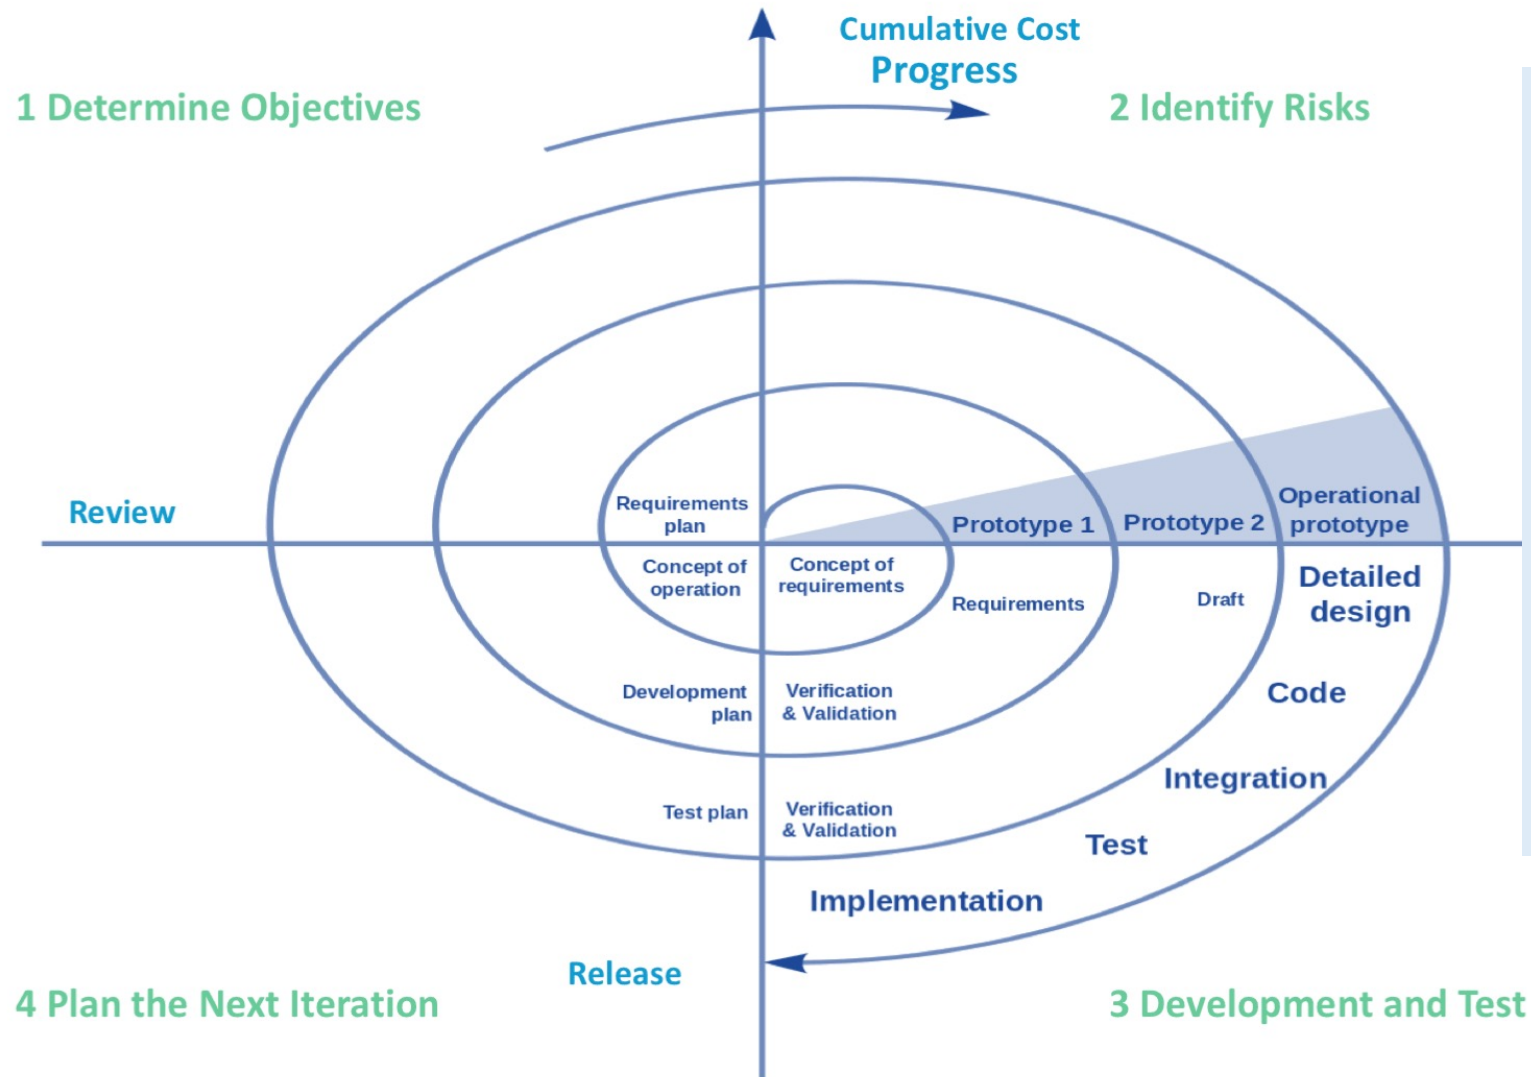 Cumulative Cost
Progress
1 Determine Objectives
2 Identify Risks
Review
Requirements
plan
Prototype 1
Prototype 2
Operational
prototype
Concept of
operation
Concept of
requirements
Requirements
Draft
Detailed
design
Development
plan
Verification
& Validation
Code
Integration
Test plan
Verification
& Validation
Test
Implementation
Release
4 Plan the Next Iteration
3 Development and Test